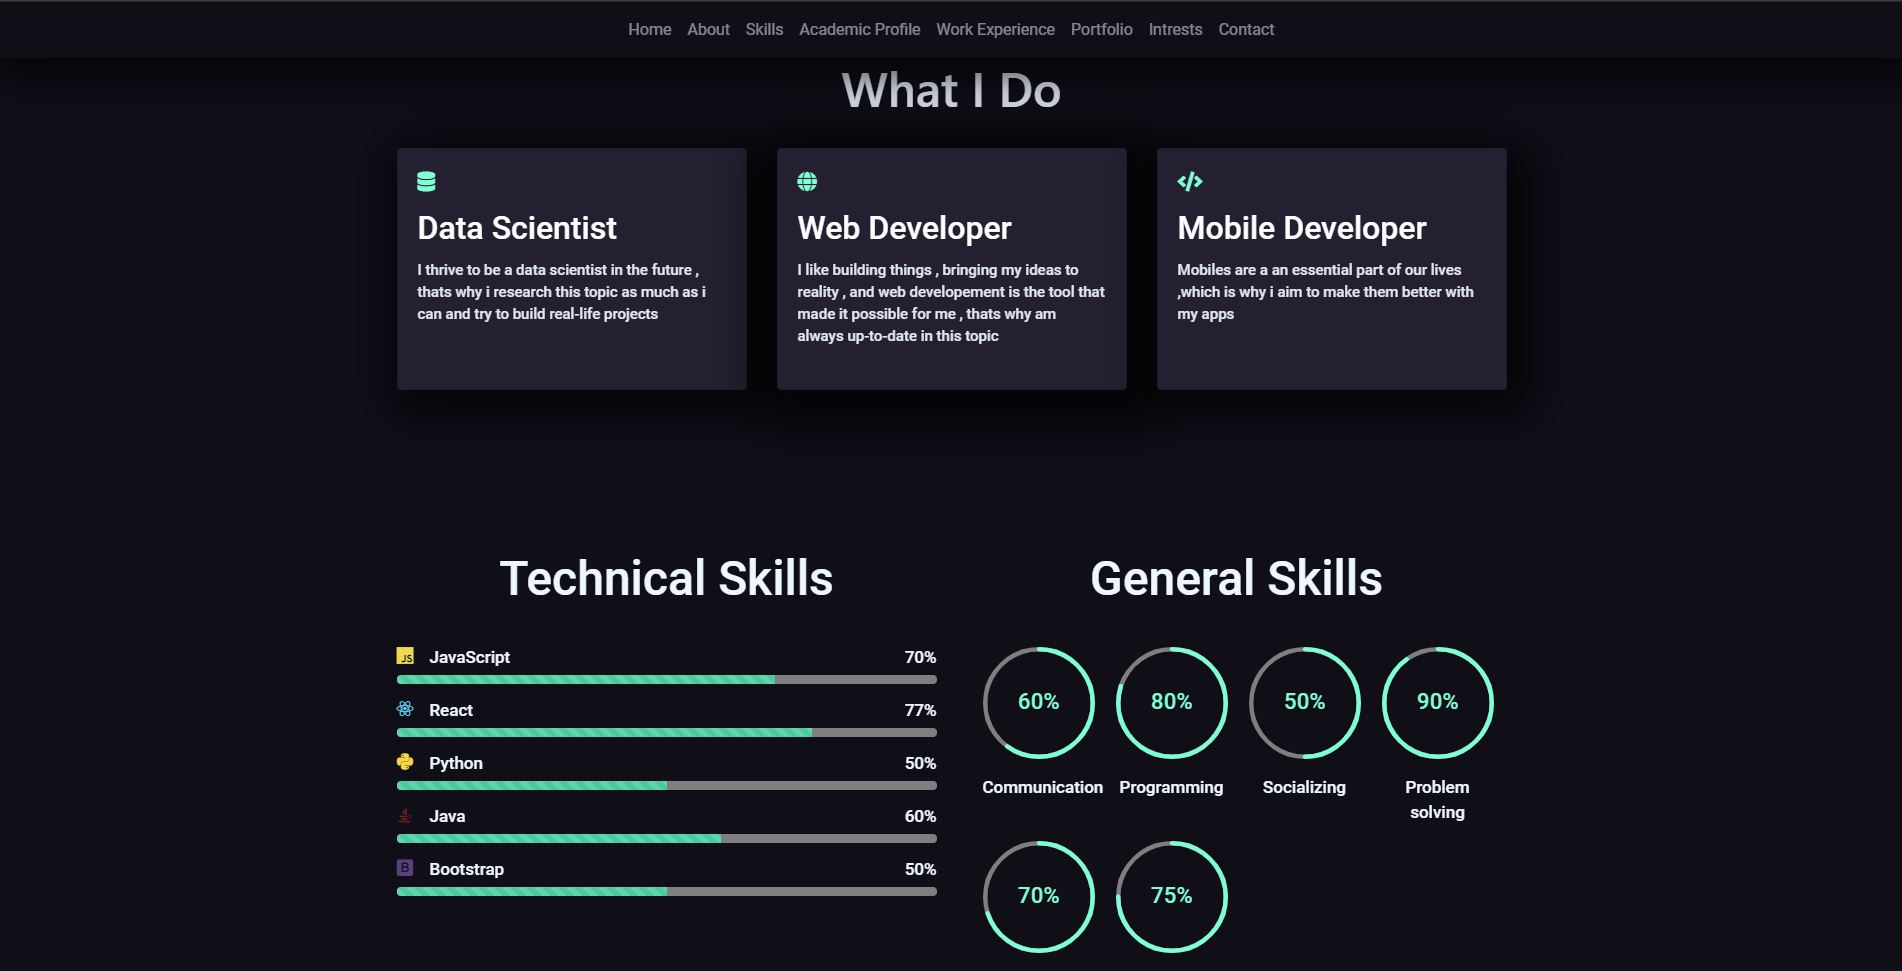 Home About Skills Academic Profile Work Experience Portfolio Intrests Contact
What I Do
Data Scientist
I thrive to be a data scientist in the future ,
thats why i research this topic as much as i
can and try to build real-life projects
Web Developer
I like building things , bringing my ideas to
reality , and web developement is the tool that
made it possible for me , thats why am
always up-to-date in this topic
Mobile Developer
Mobiles are a an essential part of our lives
,which is why i aim to make them better with
my apps
Technical Skills
JS JavaScript 70%
React 77%
Python 50%
Java 60%
B Bootstrap 50%
General Skills
60% 80% 50% 90%
Communication Programming Socializing Problem
solving
70% 75%